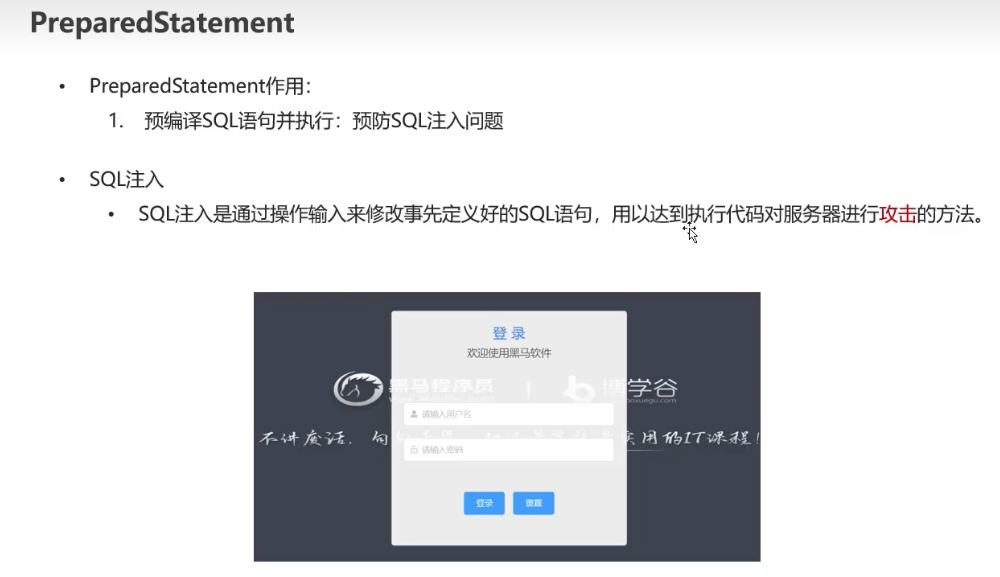 PreparedStatement
• PreparedStatement作用：
1. 预编译SQL语句并执行：预防SQL注入问题
• SQL注入
• SQL注入是通过操作输入来修改事先定义好的SQL语句，用以达到执行代码对服务器进行攻击的方法。
登 录
欢迎使用黑马软件
黑马程序员 | 博学谷
请输入用户名
不讲废话，句句
实用的IT课程！
请输入密码
登录 重置